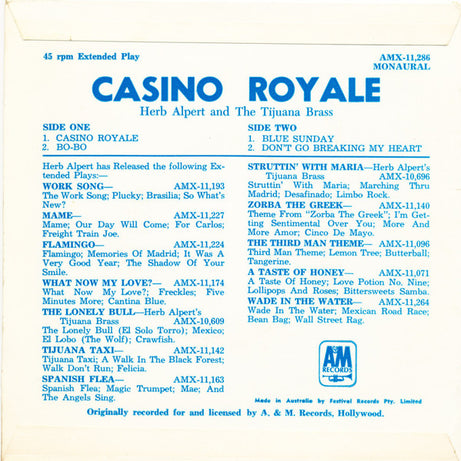 45 rpm Extended Play
AMX-11,286
MONAURAL
CASINO ROYALE
Herb Alpert and The Tijuana Brass
SIDE ONE
1. CASINO ROYALE
2. BO-BO
SIDE TWO
1. BLUE SUNDAY
2. DON'T GO BREAKING MY HEART
Herb Alpert has Released the following Ex-
tended Plays:—
WORK SONG— AMX-11,193
The Work Song; Plucky; Brasilia; So What's
New?
MAME— AMX-11,227
Mame; Our Day Will Come; For Carlos;
Freight Train Joe.
FLAMINGO— AMX-11,224
Flamingo; Memories Of Madrid; It Was A
Very Good Year; The Shadow Of Your
Smile.
WHAT NOW MY LOVE?— AMX-11,174
What Now My Love?; Freckles; Five
Minutes More; Cantina Blue.
THE LONELY BULL—Herb Alpert's
Tijuana Brass AMX-10,609
The Lonely Bull (El Solo Torro); Mexico;
El Lobo (The Wolf); Crawfish.
TIJUANA TAXI— AMX-11,142
Tijuana Taxi; A Walk In The Black Forest;
Walk Don't Run; Felicia.
SPANISH FLEA— AMX-11,163
Spanish Flea; Magic Trumpet; Mae; And
The Angels Sing.
STRUTTIN' WITH MARIA—Herb Alpert's
Tijuana Brass AMX-10,696
Struttin' With Maria; Marching Thru
Madrid; Desafinado; Limbo Rock.
ZORBA THE GREEK— AMX-11,140
Theme From "Zorba The Greek"; I'm Get-
ting Sentimental Over You; More And
More Amor; Cinco De Mayo.
THE THIRD MAN THEME— AMX-11,096
Third Man Theme; Lemon Tree; Butterball;
Tangerine.
A TASTE OF HONEY— AMX-11,071
A Taste Of Honey; Love Potion No. Nine;
Lollipops And Roses; Bittersweets Samba.
WADE IN THE WATER— AMX-11,264
Wade In The Water; Mexican Road Race;
Bean Bag; Wall Street Rag.
A&M
RECORDS
Made in Australia by Festival Records Pty. Limited
Originally recorded for and licensed by A. & M. Records, Hollywood.